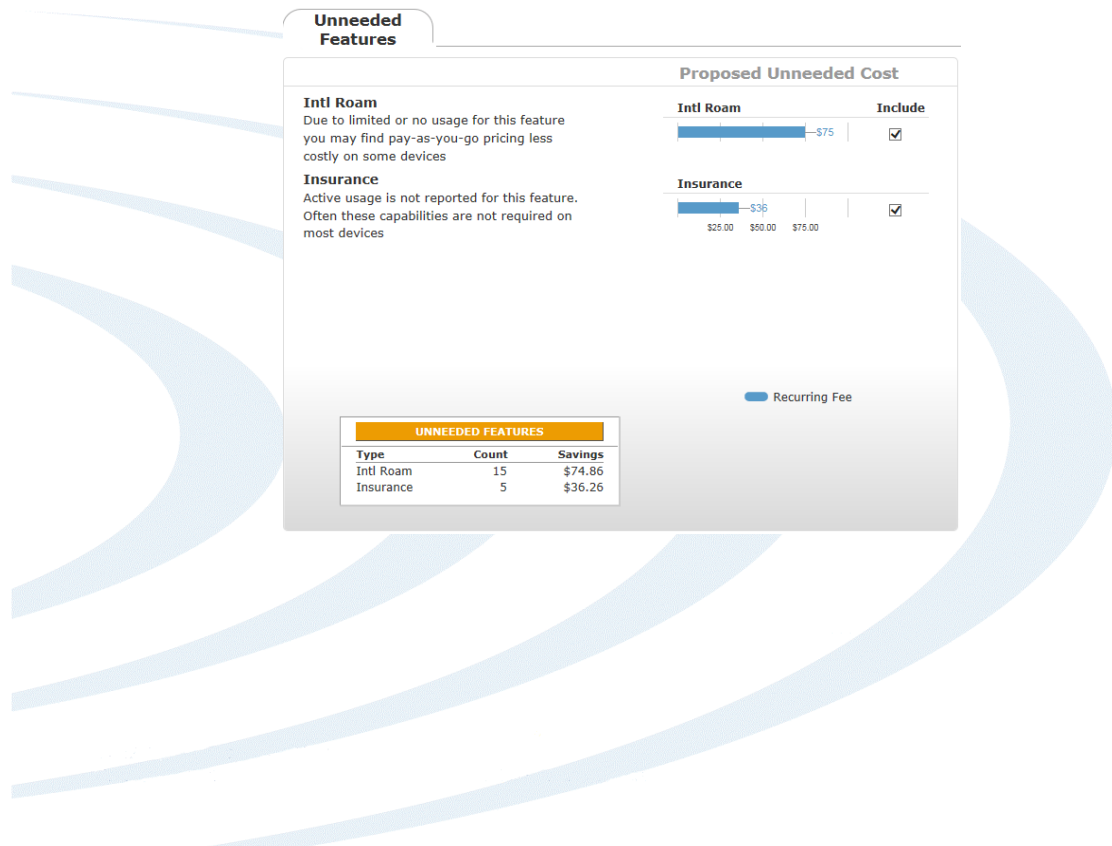 Unneeded
Features
Proposed Unneeded Cost
Intl Roam
Due to limited or no usage for this feature
you may find pay-as-you-go pricing less
costly on some devices
Intl Roam Include
$75
Insurance
Active usage is not reported for this feature.
Often these capabilities are not required on
most devices
Insurance
$36
$25.00 $50.00 $75.00
Recurring Fee
UNNEEDED FEATURES
Type Count Savings
Intl Roam 15 $74.86
Insurance 5 $36.26